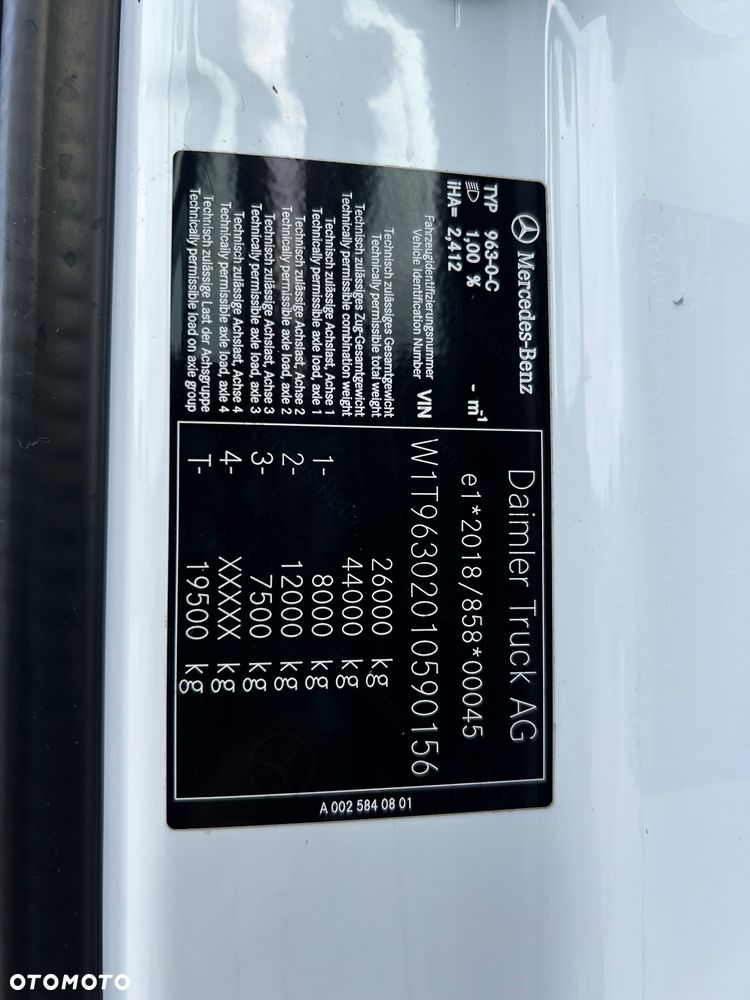 Mercedes-Benz
TYP 963-0-C
1,00 % - m⁻¹
iHA= 2,412
Daimler Truck AG
e1*2018/858*00045
Fahrzeugidentifizierungsnummer
Vehicle Identification Number VIN W1T96302010590156
Technisch zulässiges Gesamtgewicht
Technically permissible total weight 26000 kg
Technisch zulässiges Zug-Gesamtgewicht
Technically permissible combination weight 44000 kg
Technisch zulässige Achslast, Achse 1
Technically permissible axle load, axle 1 1- 8000 kg
Technisch zulässige Achslast, Achse 2
Technically permissible axle load, axle 2 2- 12000 kg
Technisch zulässige Achslast, Achse 3
Technically permissible axle load, axle 3 3- 7500 kg
Technisch zulässige Achslast, Achse 4
Technically permissible axle load, axle 4 4- XXXXX kg
Technisch zulässige Last der Achsgruppe
Technically permissible load on axle group T- 19500 kg
A 002 584 08 01
OTOMOTO